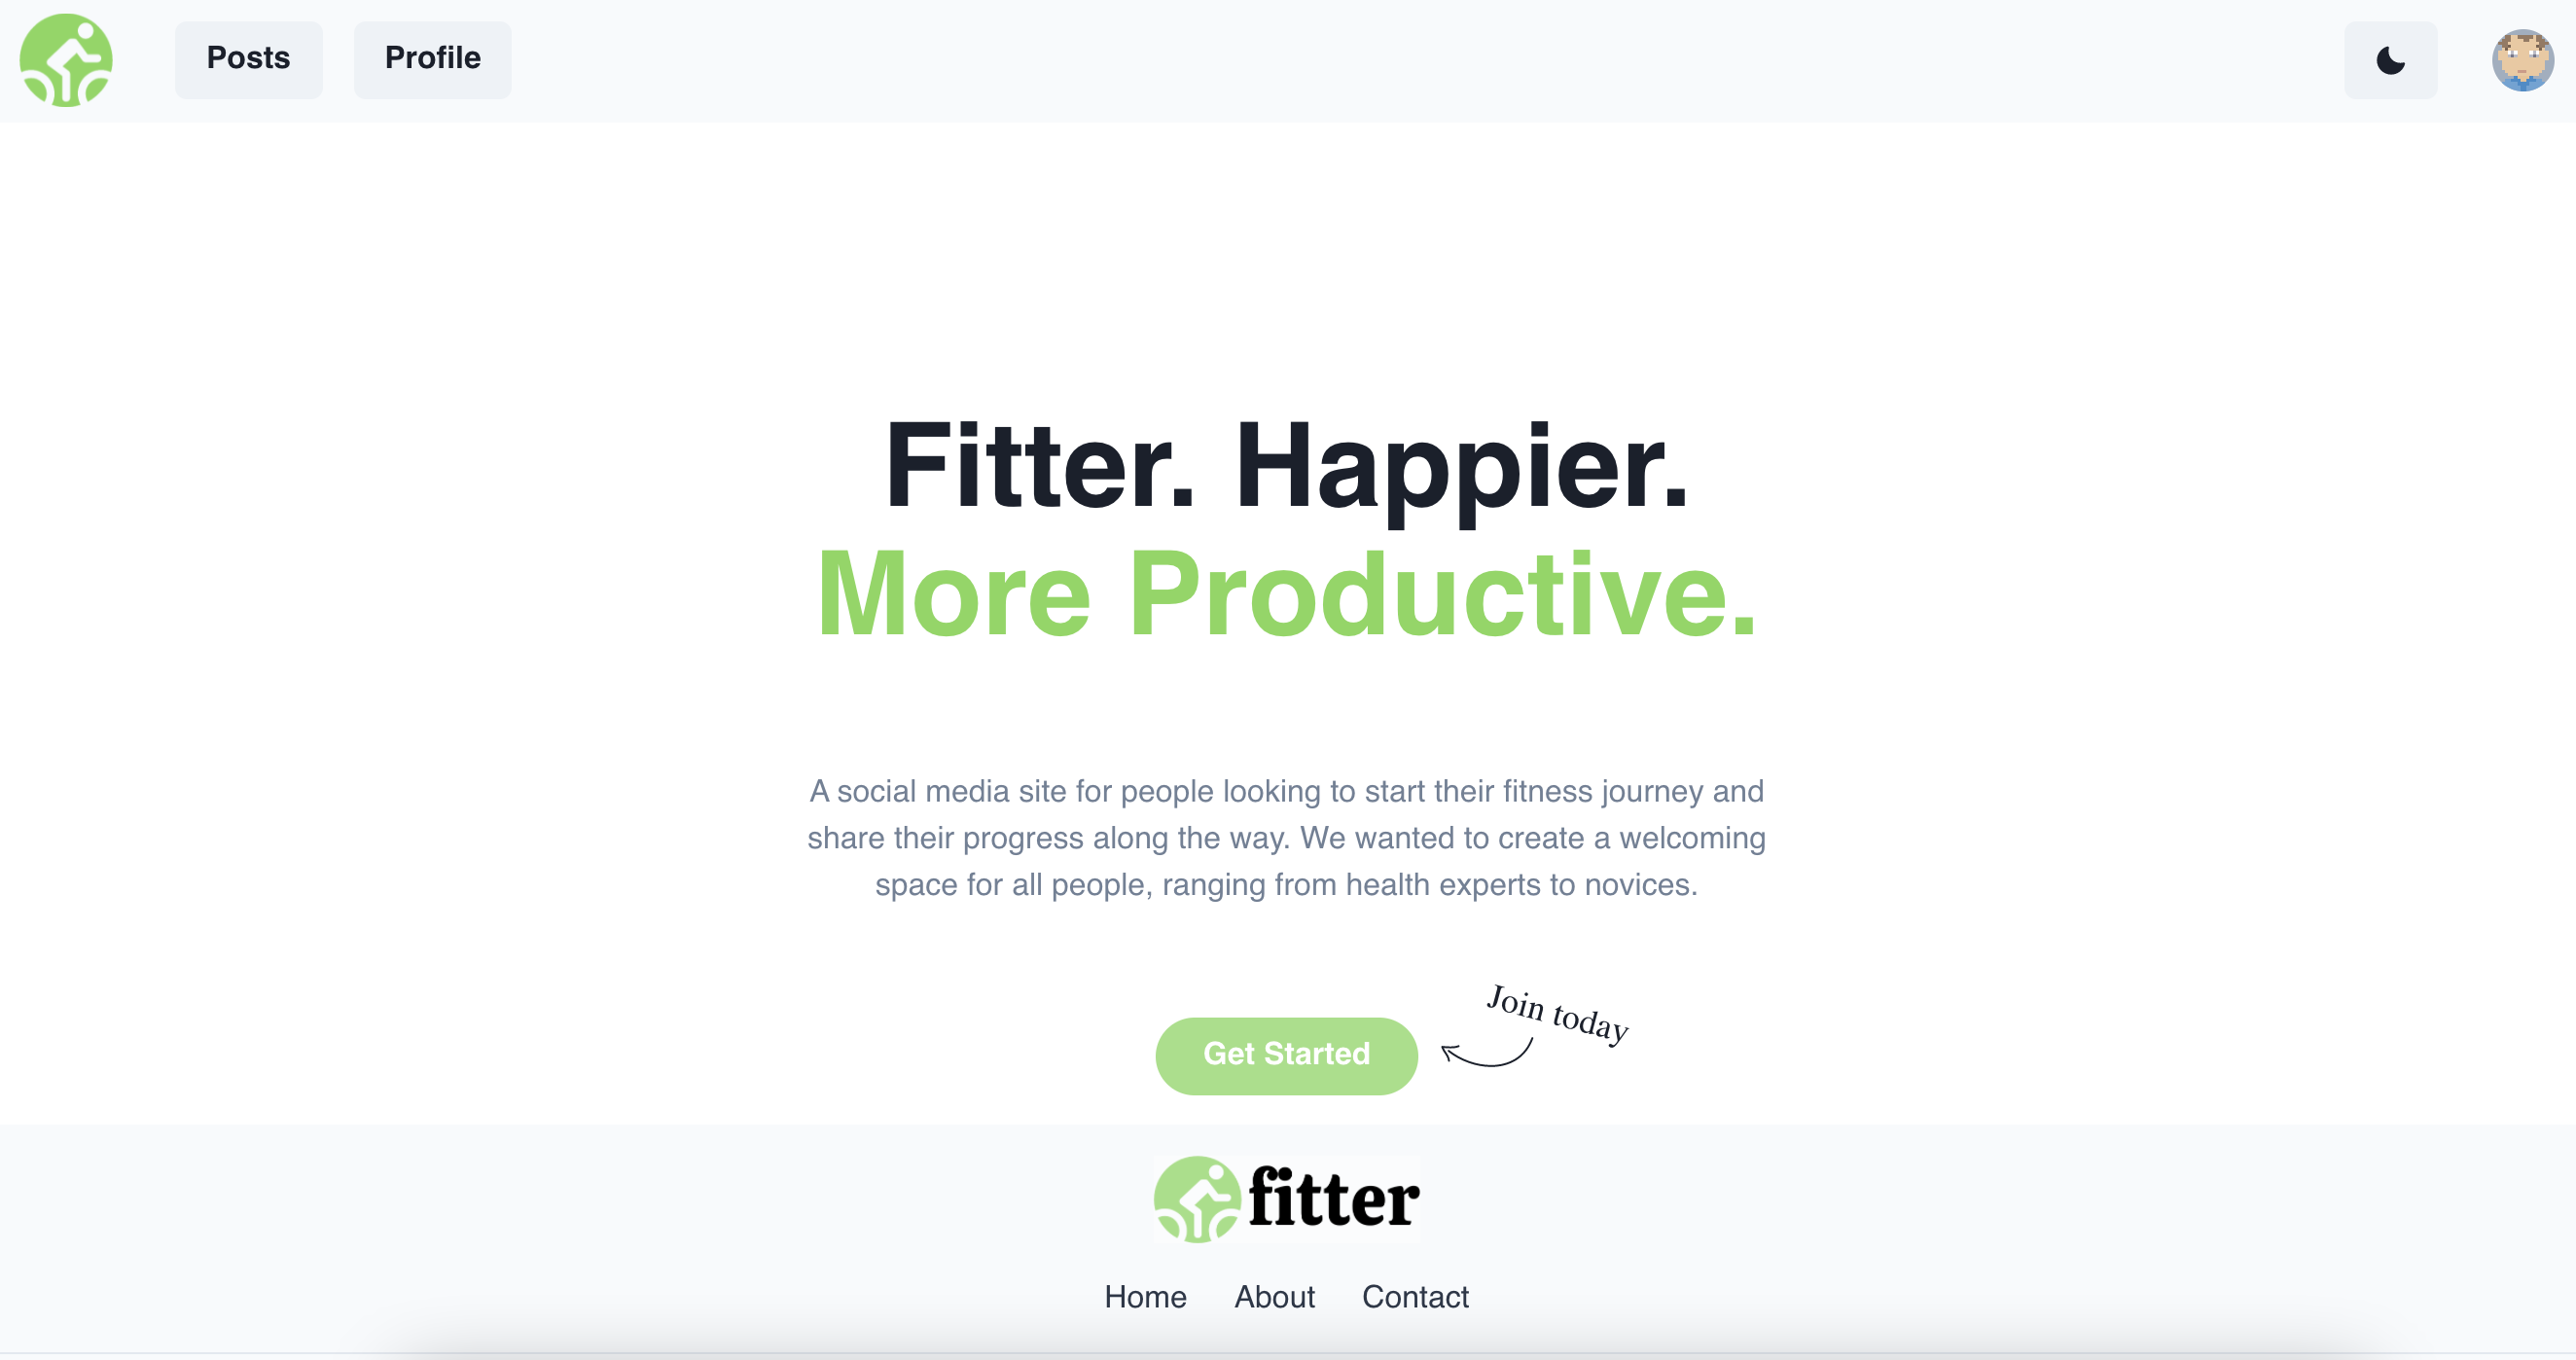 Posts
Profile
Fitter. Happier.
More Productive.
A social media site for people looking to start their fitness journey and
share their progress along the way. We wanted to create a welcoming
space for all people, ranging from health experts to novices.
Join today
Get Started
fitter
Home
About
Contact